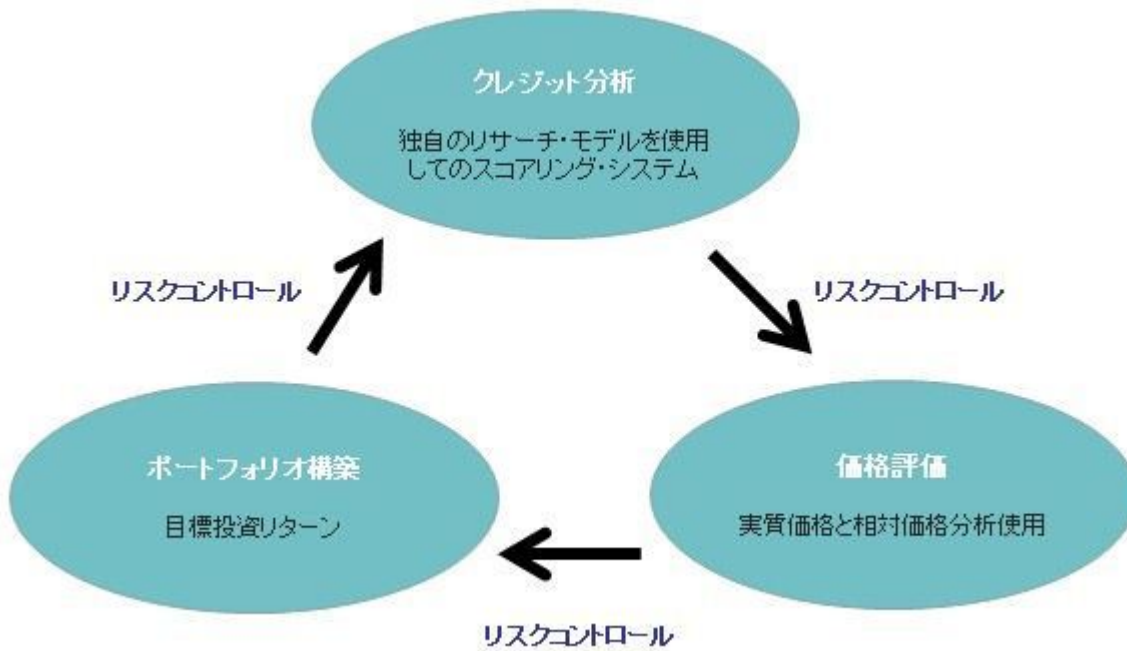 クレジット分析
独自のリサーチ・モデルを使用
してのスコアリング・システム
リスクコントロール
リスクコントロール
ポートフォリオ構築
目標投資リターン
価格評価
実質価格と相対価格分析使用
リスクコントロール